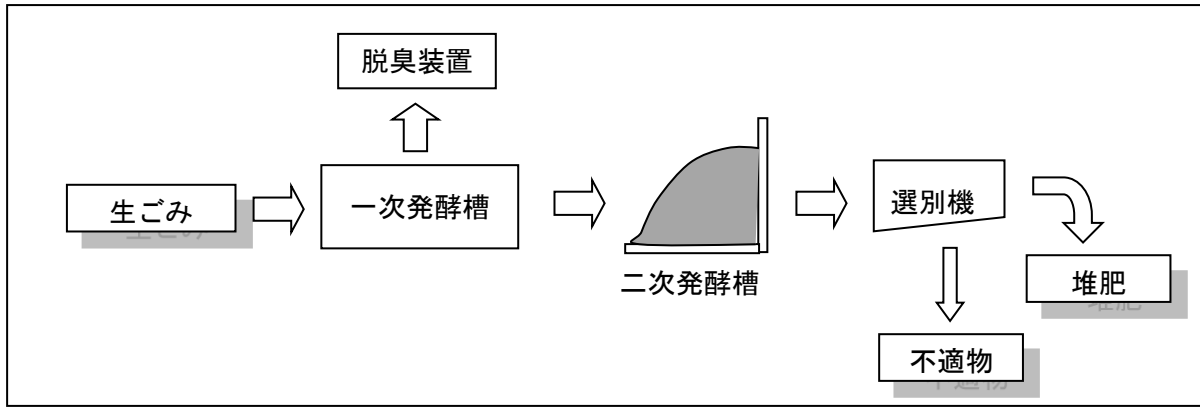 脱臭装置
生ごみ
一次発酵槽
二次発酵槽
選別機
堆肥
不適物